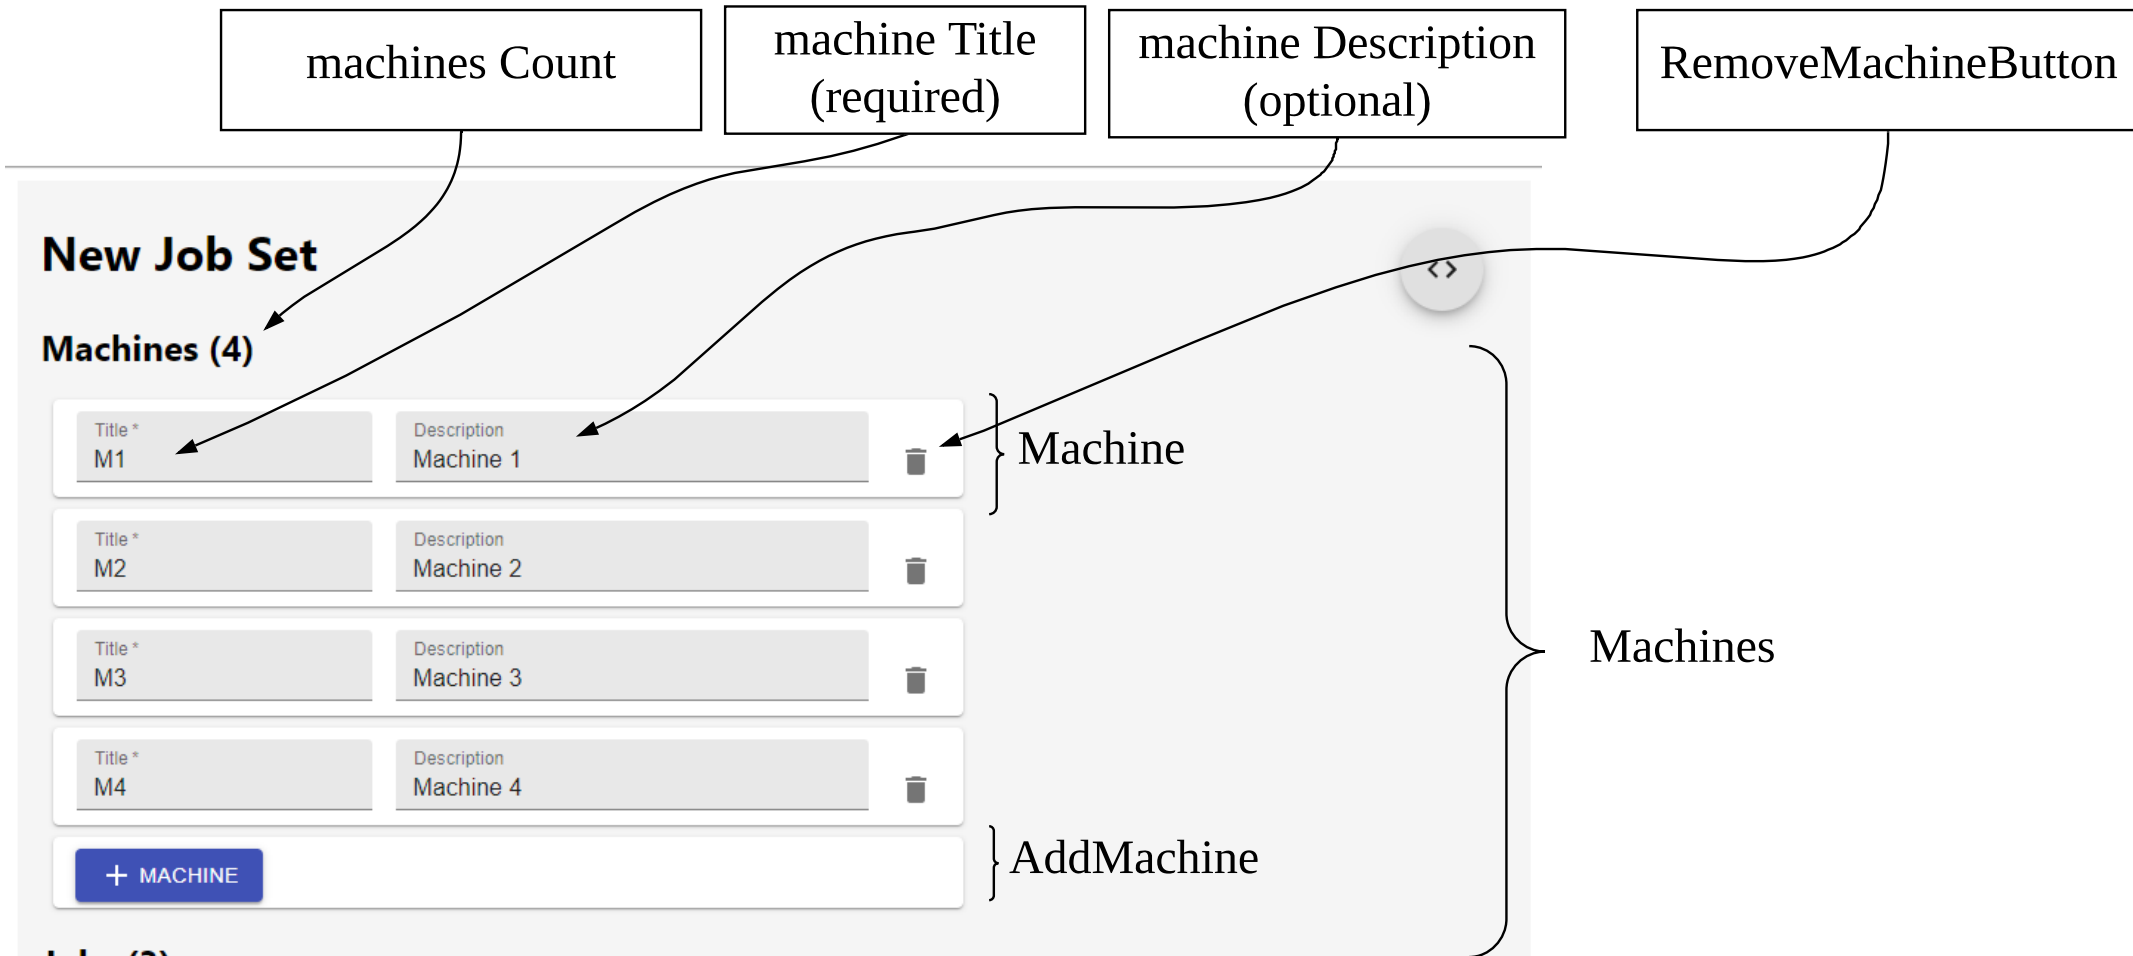 machines Count
machine Title
(required)
machine Description
(optional)
RemoveMachineButton
New Job Set
<>
Machines (4)
Title *
M1
Description
Machine 1
Machine
Title *
M2
Description
Machine 2
Title *
M3
Description
Machine 3
Machines
Title *
M4
Description
Machine 4
AddMachine
+ MACHINE